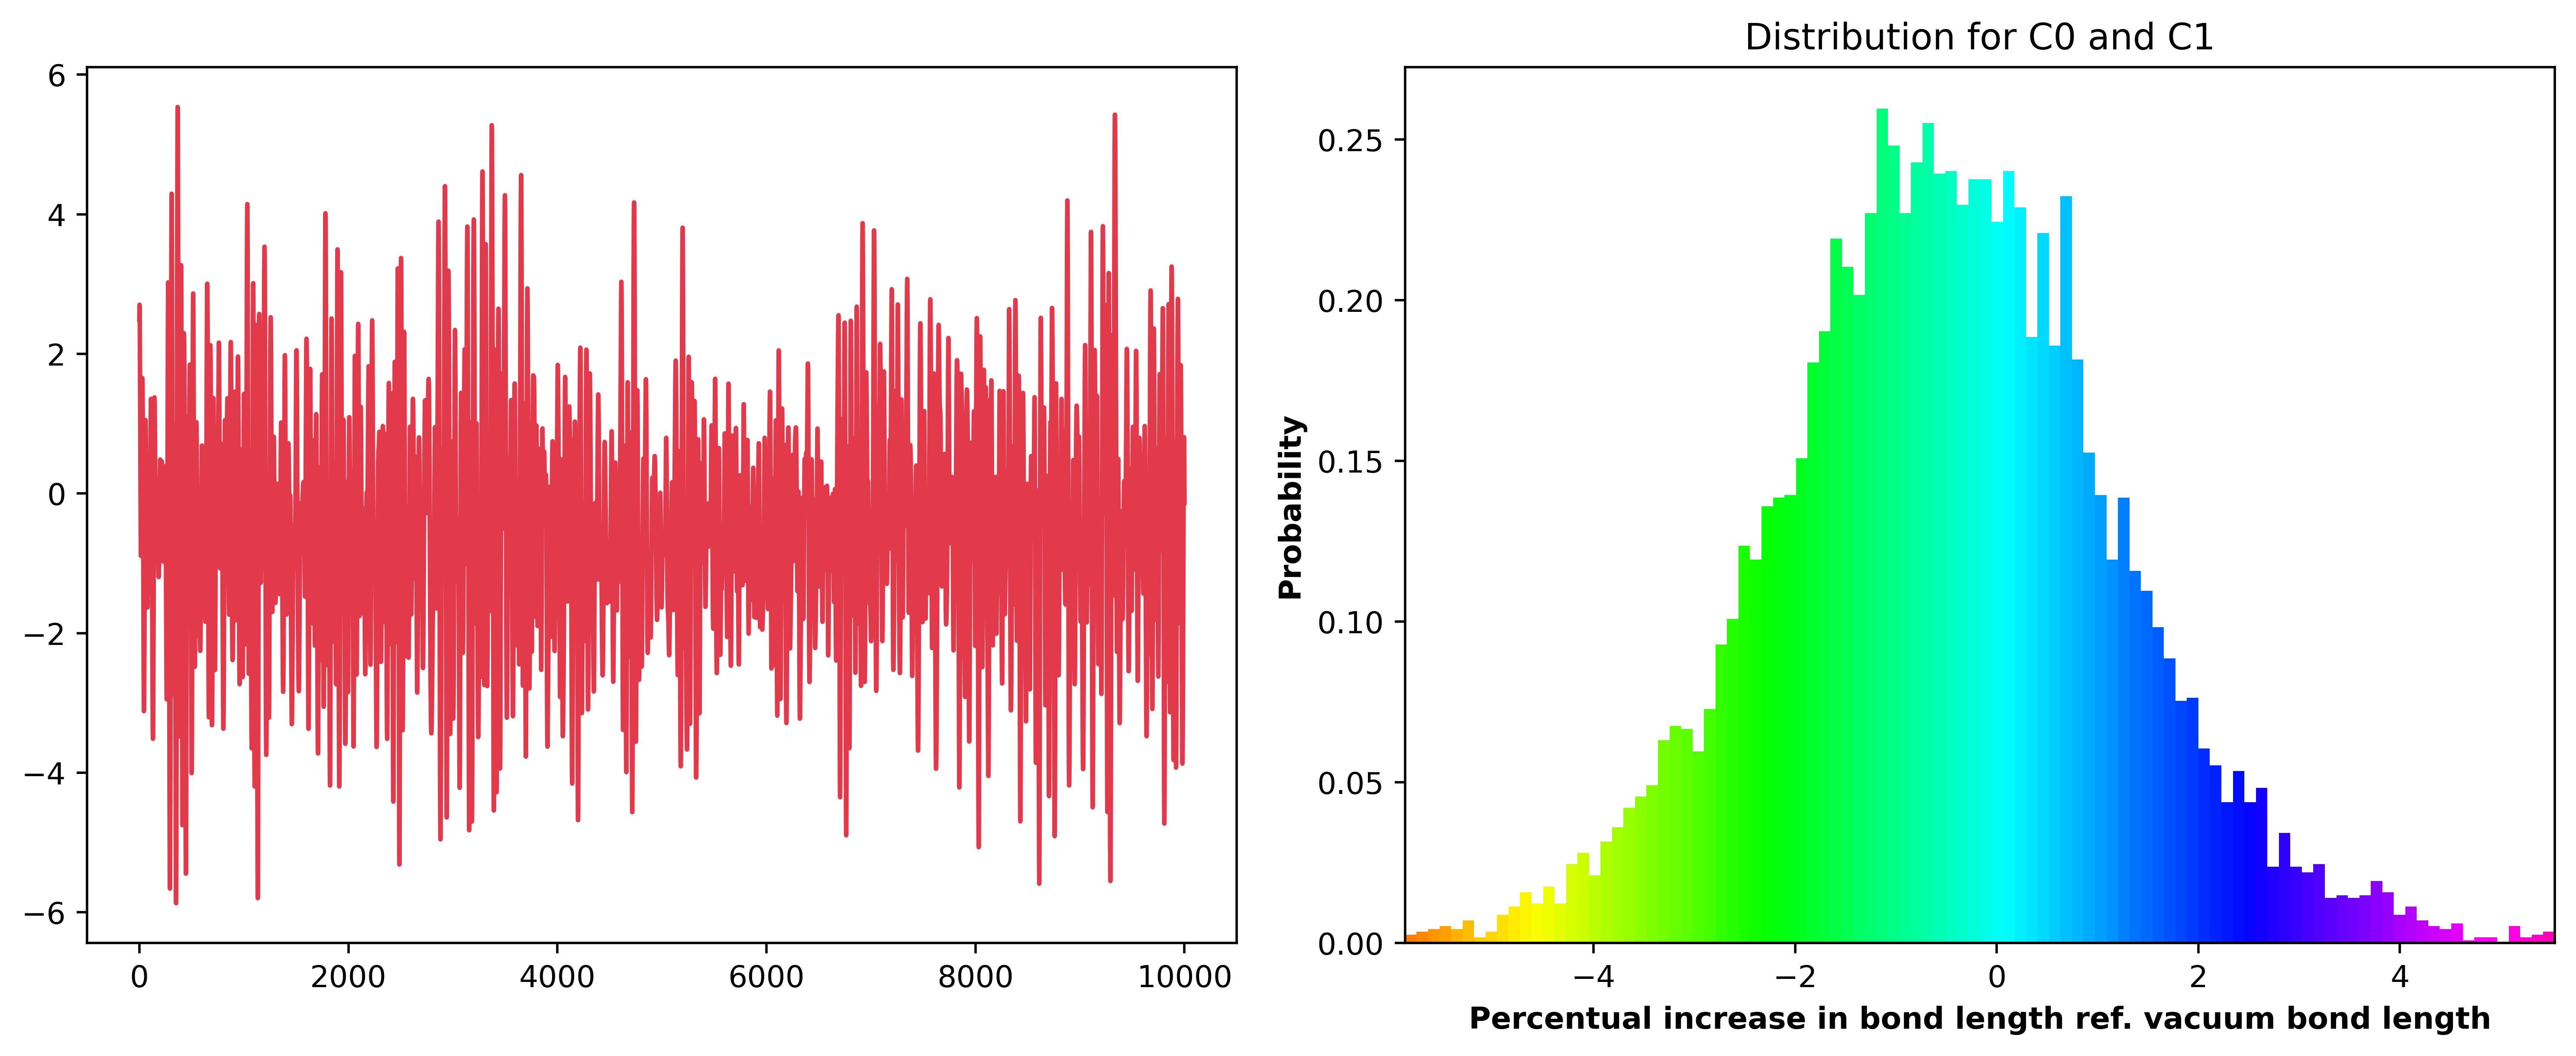 6
4
2
0
−2
−4
−6
0 2000 4000 6000 8000 10000
Distribution for C0 and C1
Probability
0.25
0.20
0.15
0.10
0.05
0.00
−4 −2 0 2 4
Percentual increase in bond length ref. vacuum bond length